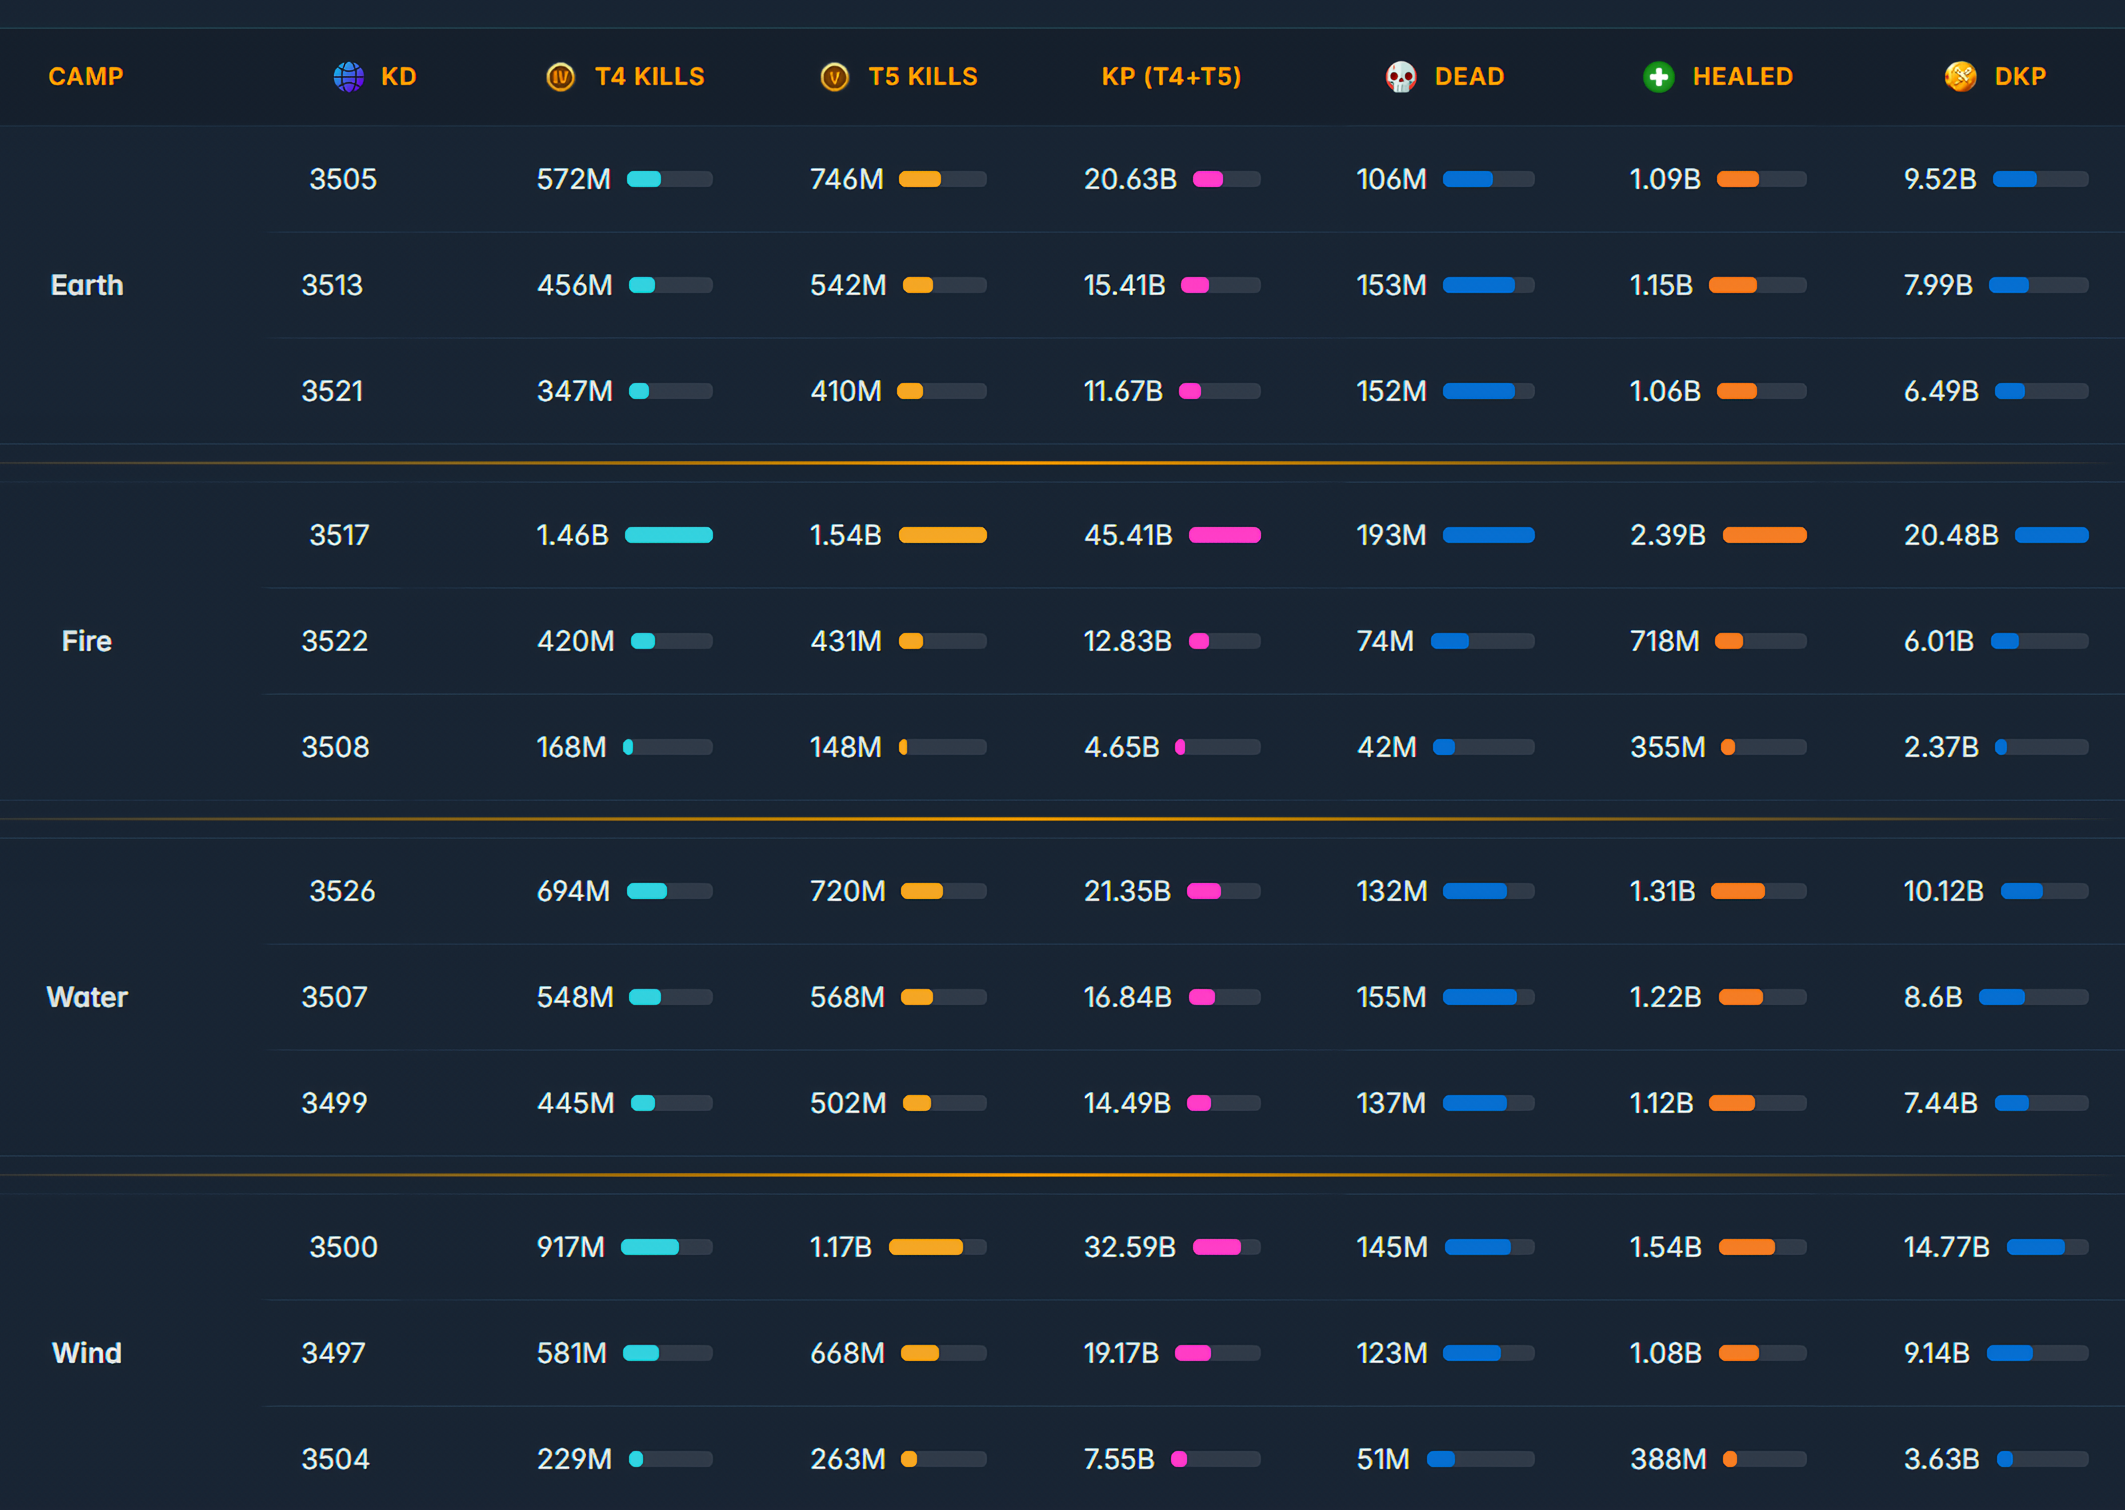 CAMP KD T4 KILLS T5 KILLS KP (T4+T5) DEAD HEALED DKP
3505 572M 746M 20.63B 106M 1.09B 9.52B
Earth 3513 456M 542M 15.41B 153M 1.15B 7.99B
3521 347M 410M 11.67B 152M 1.06B 6.49B
3517 1.46B 1.54B 45.41B 193M 2.39B 20.48B
Fire 3522 420M 431M 12.83B 74M 718M 6.01B
3508 168M 148M 4.65B 42M 355M 2.37B
3526 694M 720M 21.35B 132M 1.31B 10.12B
Water 3507 548M 568M 16.84B 155M 1.22B 8.6B
3499 445M 502M 14.49B 137M 1.12B 7.44B
3500 917M 1.17B 32.59B 145M 1.54B 14.77B
Wind 3497 581M 668M 19.17B 123M 1.08B 9.14B
3504 229M 263M 7.55B 51M 388M 3.63B